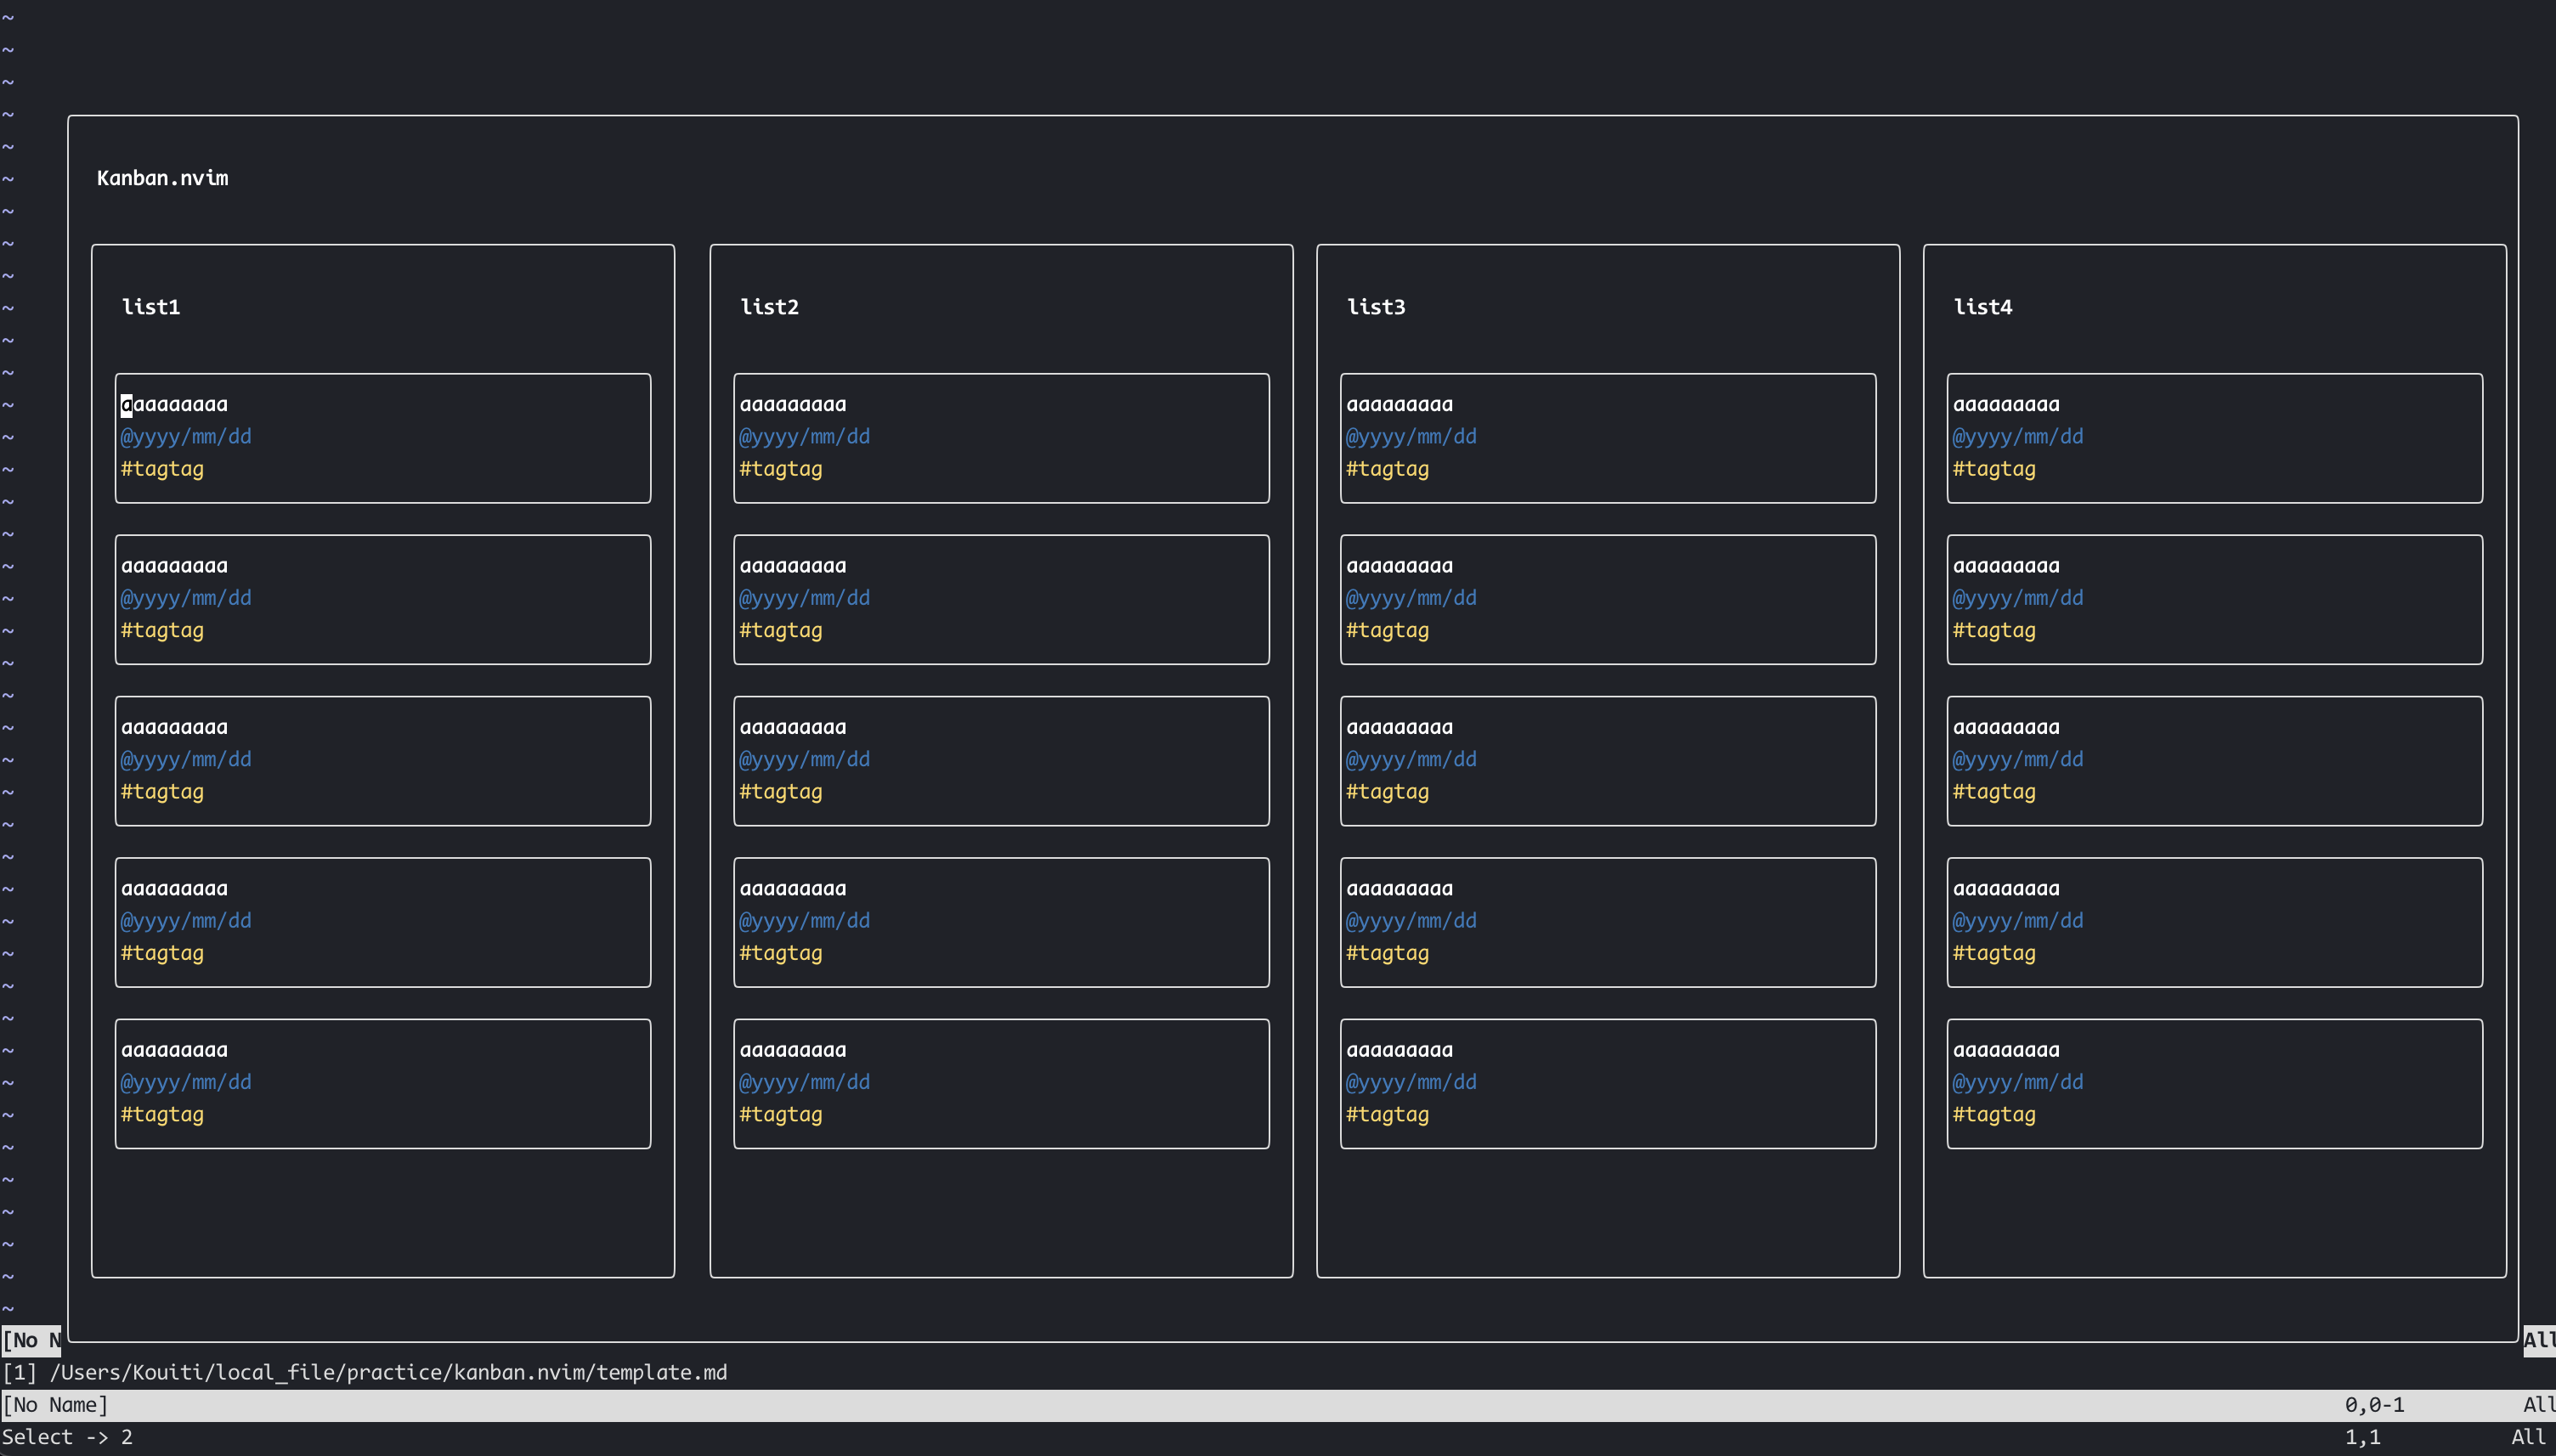 ~
~
~
~
~
~
Kanban.nvim
~
~
~
~
list1 list2 list3 list4
~
~
~
aaaaaaaaa aaaaaaaaa aaaaaaaaa aaaaaaaaa
~
@yyyy/mm/dd @yyyy/mm/dd @yyyy/mm/dd @yyyy/mm/dd
~
#tagtag #tagtag #tagtag #tagtag
~
~
~
aaaaaaaaa aaaaaaaaa aaaaaaaaa aaaaaaaaa
~
@yyyy/mm/dd @yyyy/mm/dd @yyyy/mm/dd @yyyy/mm/dd
~
#tagtag #tagtag #tagtag #tagtag
~
~
~
aaaaaaaaa aaaaaaaaa aaaaaaaaa aaaaaaaaa
~
@yyyy/mm/dd @yyyy/mm/dd @yyyy/mm/dd @yyyy/mm/dd
~
#tagtag #tagtag #tagtag #tagtag
~
~
~
aaaaaaaaa aaaaaaaaa aaaaaaaaa aaaaaaaaa
~
@yyyy/mm/dd @yyyy/mm/dd @yyyy/mm/dd @yyyy/mm/dd
~
#tagtag #tagtag #tagtag #tagtag
~
~
~
aaaaaaaaa aaaaaaaaa aaaaaaaaa aaaaaaaaa
~
@yyyy/mm/dd @yyyy/mm/dd @yyyy/mm/dd @yyyy/mm/dd
~
#tagtag #tagtag #tagtag #tagtag
~
~
~
~
~
~
[No N All
[1] /Users/Kouiti/local_file/practice/kanban.nvim/template.md
[No Name] 0,0-1 All
Select -> 2 1,1 All